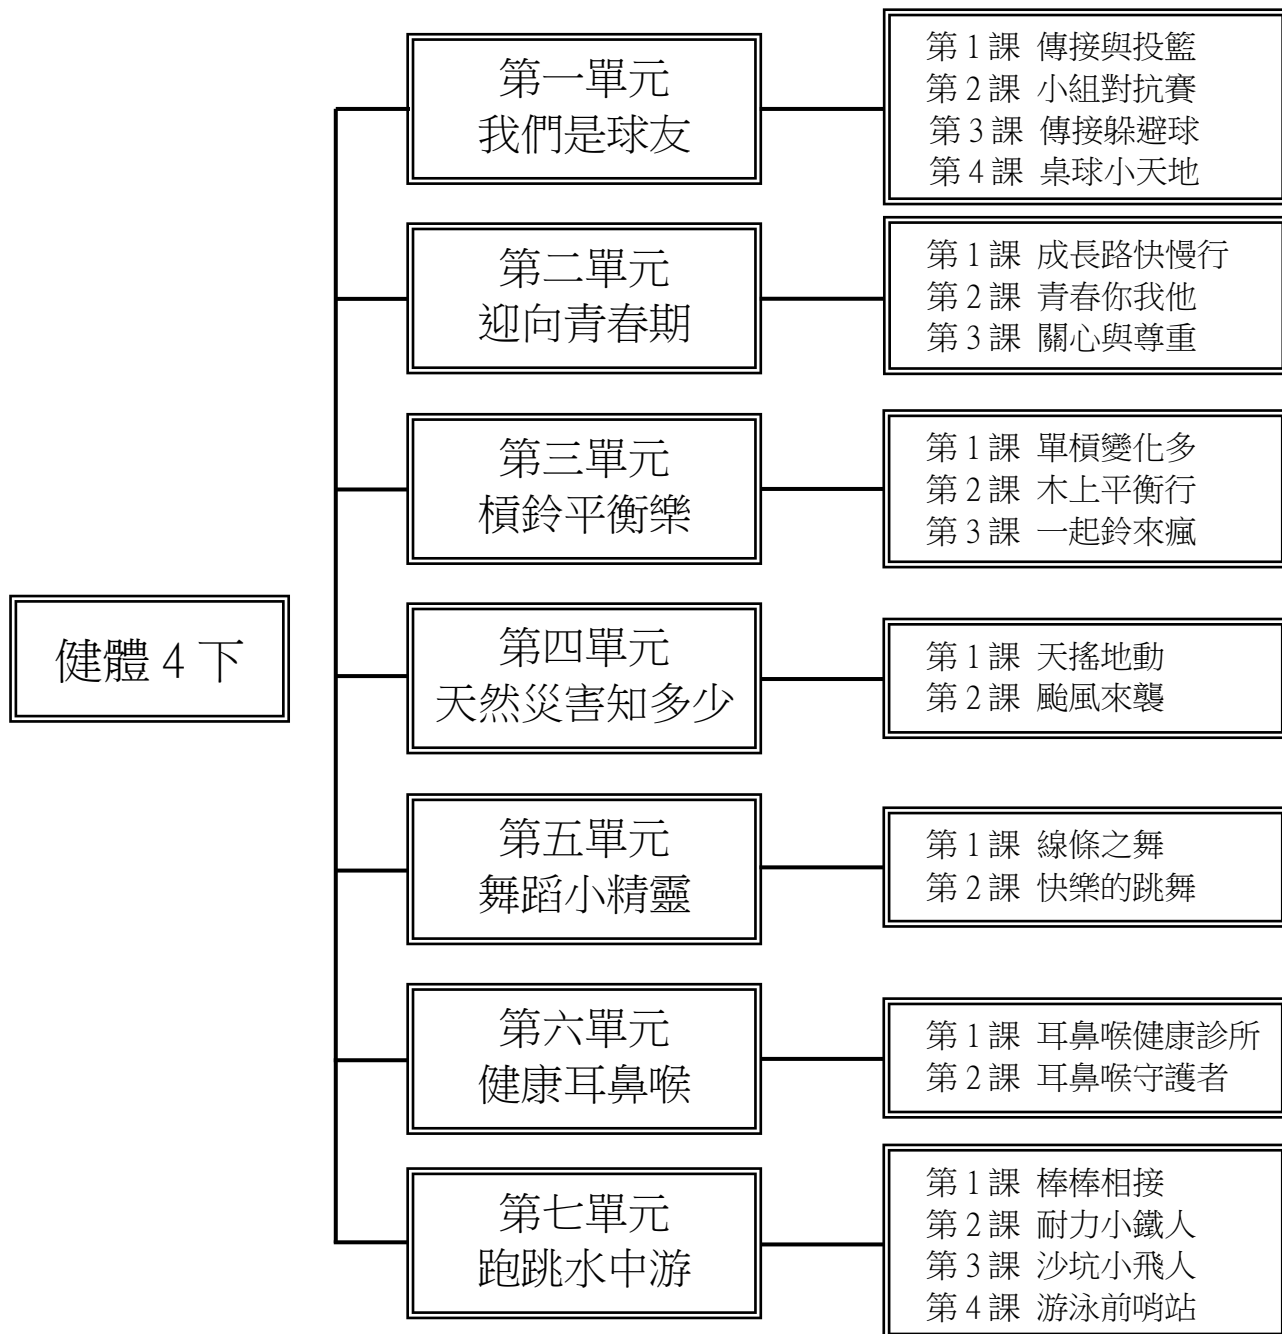 健體 4 下
第一單元
我們是球友
第 1 課 傳接與投籃
第 2 課 小組對抗賽
第 3 課 傳接躲避球
第 4 課 桌球小天地
第二單元
迎向青春期
第 1 課 成長路快慢行
第 2 課 青春你我他
第 3 課 關心與尊重
第三單元
槓鈴平衡樂
第 1 課 單槓變化多
第 2 課 木上平衡行
第 3 課 一起鈴來瘋
第四單元
天然災害知多少
第 1 課 天搖地動
第 2 課 颱風來襲
第五單元
舞蹈小精靈
第 1 課 線條之舞
第 2 課 快樂的跳舞
第六單元
健康耳鼻喉
第 1 課 耳鼻喉健康診所
第 2 課 耳鼻喉守護者
第七單元
跑跳水中游
第 1 課 棒棒相接
第 2 課 耐力小鐵人
第 3 課 沙坑小飛人
第 4 課 游泳前哨站